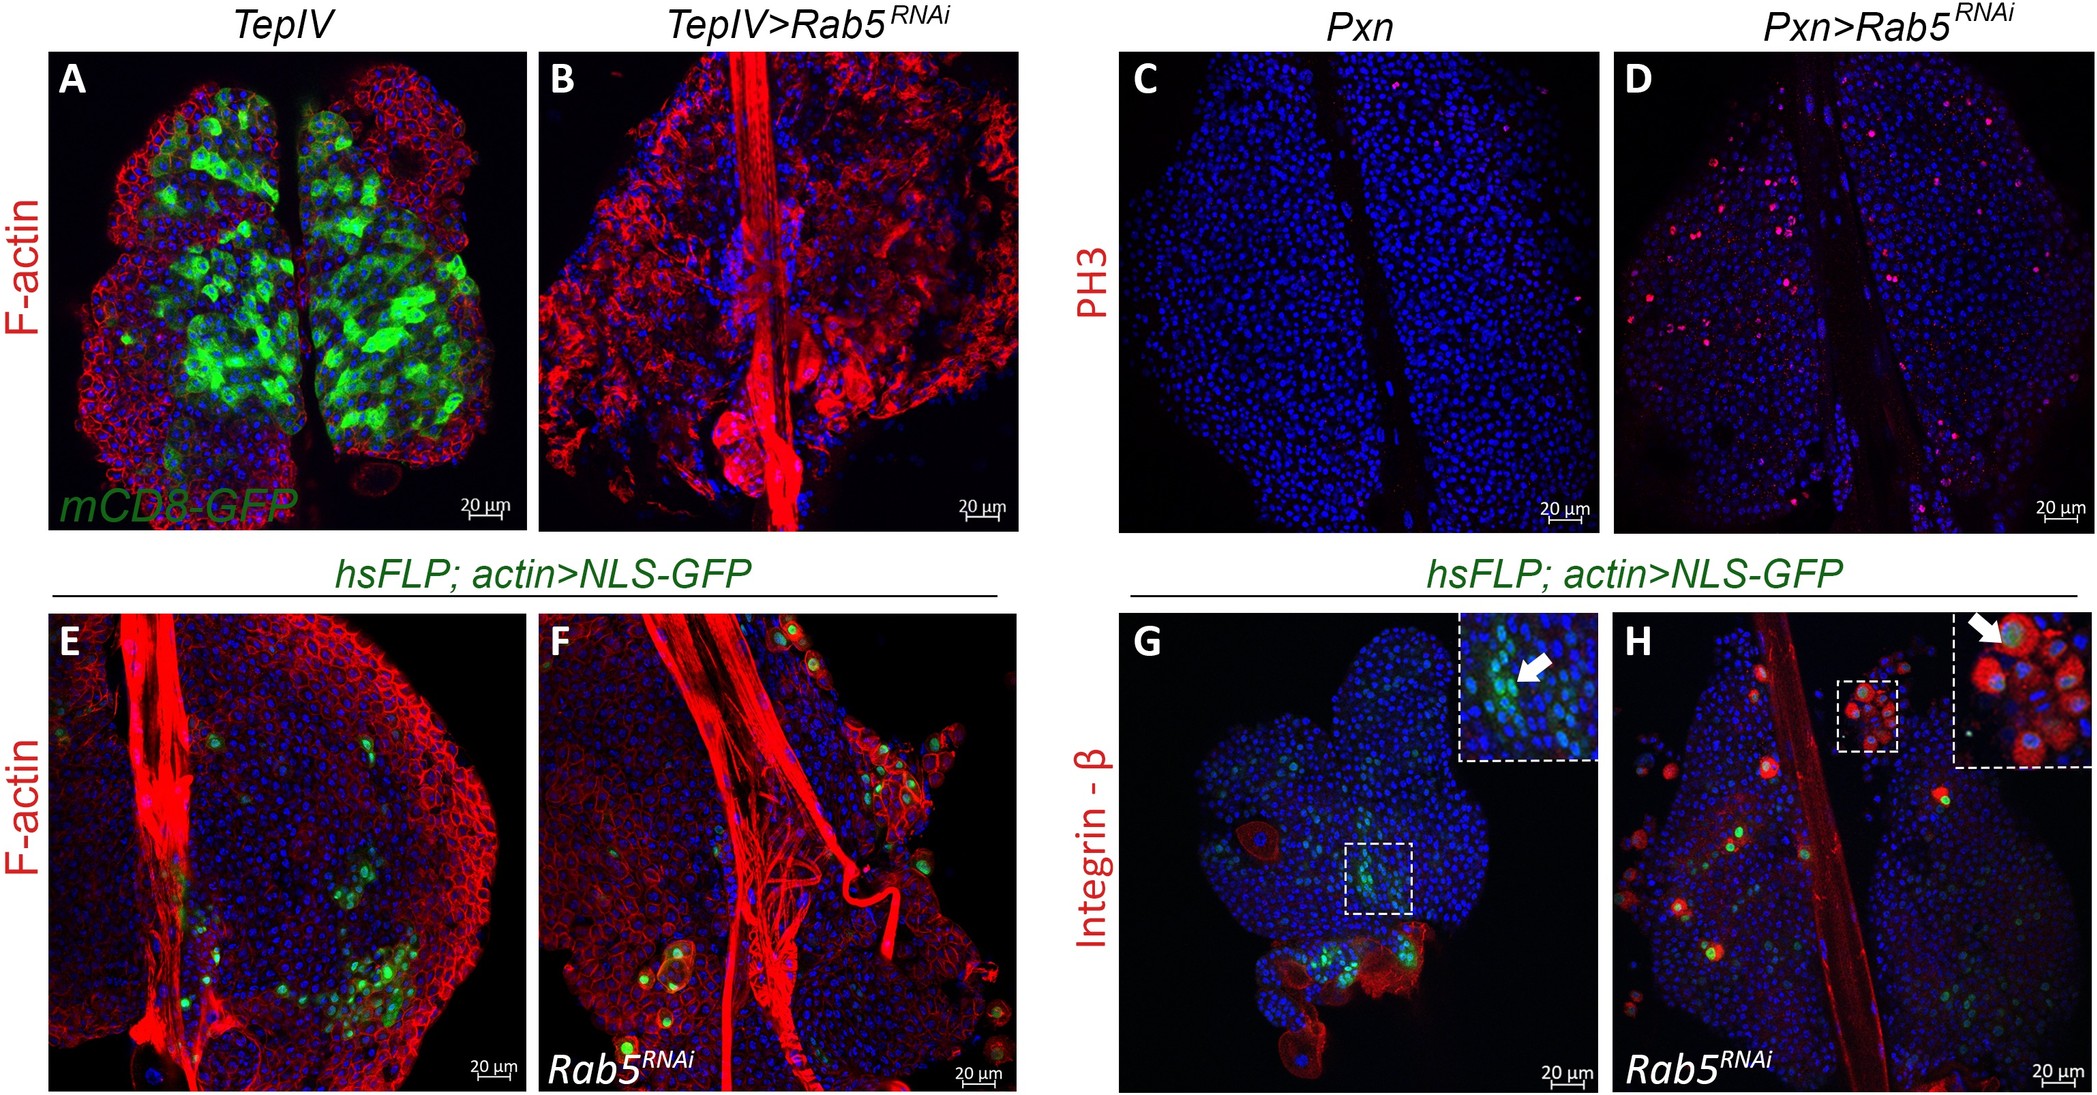 TepIV
TepIV>Rab5RNAi
Pxn
Pxn>Rab5RNAi
F-actin
A
mCD8-GFP
20 µm
B
20 µm
PH3
C
20 µm
D
20 µm
hsFLP; actin>NLS-GFP
hsFLP; actin>NLS-GFP
F-actin
E
20 µm
F
Rab5RNAi
20 µm
Integrin - β
G
20 µm
H
Rab5RNAi
20 µm